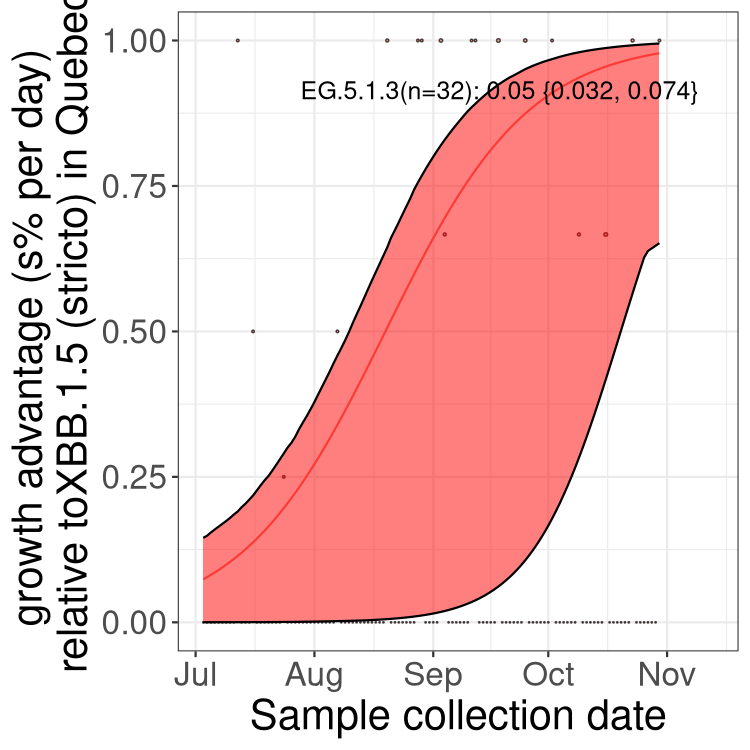 growth advantage (s% per day)
relative toXBB.1.5 (stricto) in Quebec
1.00
0.75
0.50
0.25
0.00
EG.5.1.3(n=32): 0.05 {0.032, 0.074}
Jul Aug Sep Oct Nov
Sample collection date